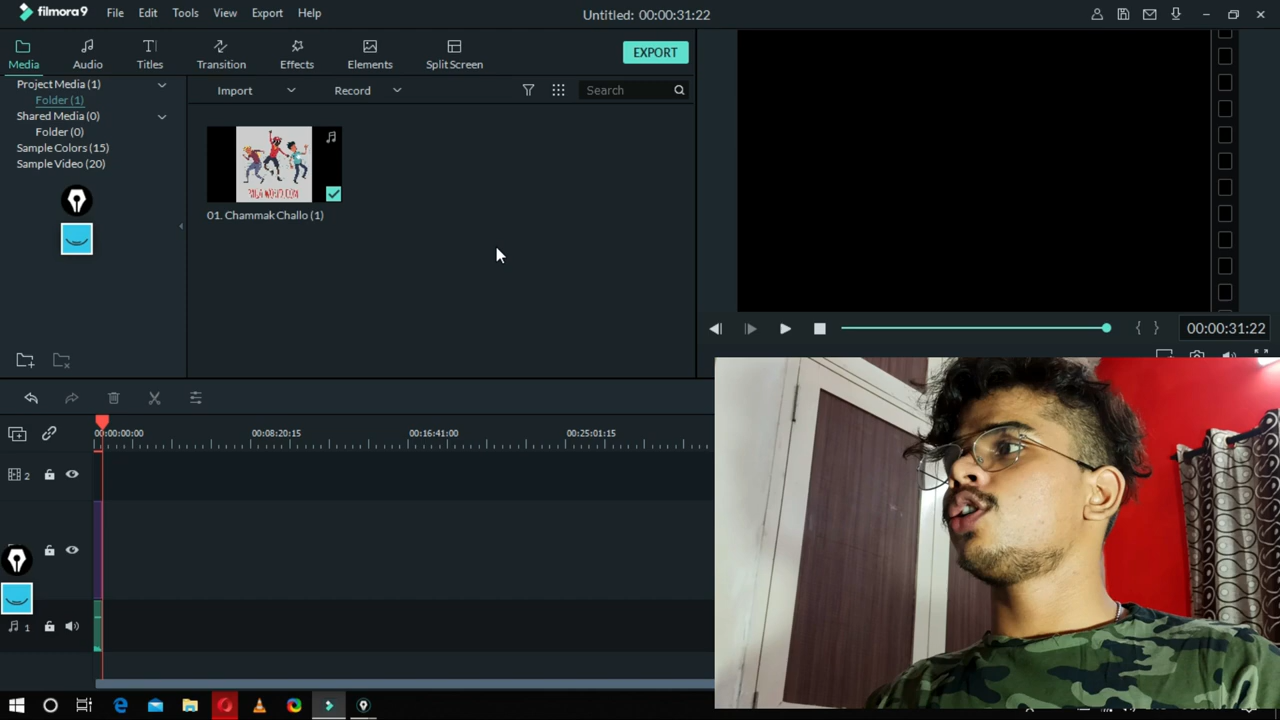 filmora9 File Edit Tools View Export Help Untitled: 00:00:31:22
Media Audio Titles Transition Effects Elements Split Screen EXPORT
Project Media (1)
Folder (1)
Shared Media (0)
Folder (0)
Sample Colors (15)
Sample Video (20)
Import Record Search
01. Chammak Challo (1)
00:00:31:22
00:00:00:00 00:08:20:15 00:16:41:00 00:25:01:15
2
1